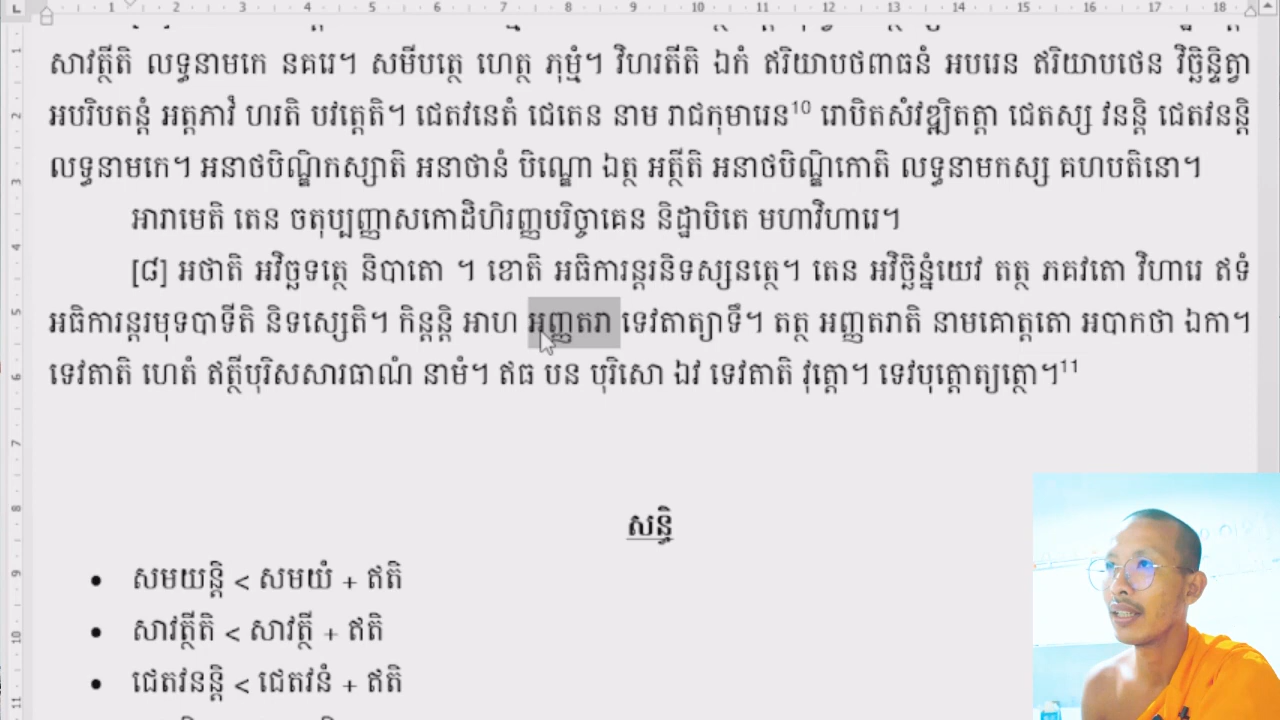 សាវត្ថីតិ លទ្ធនាមកេ នគរេ។ សមីបត្ថេ ហេត្ថ ភុម្មំ។ វិហរតីតិ ឯកំ ឥរិយាបថពាធនំ អបរេន ឥរិយាបថេន វិច្ឆិន្ទិត្វា
អបរិបតន្តំ អត្តភាវំ ហរតិ បវត្តេតិ។ ជេតវនេតំ ជេតេន នាម រាជកុមារេន10 រោបិតសំវឌ្ឍិតត្តា ជេតស្ស វនន្តិ ជេតវនន្តិ
លទ្ធនាមកេ។ អនាថបិណ្ឌិកស្សាតិ អនាថានំ បិណ្ឌោ ឯត្ថ អត្ថីតិ អនាថបិណ្ឌិកោតិ លទ្ធនាមកស្ស គហបតិនោ។
អារាមេតិ តេន ចតុប្បញ្ញាសកោដិហិរញ្ញបរិច្ចាគេន និដ្ឋាបិតេ មហាវិហារេ។
[៨] អថាតិ អវិច្ឆទត្ថេ និបាតោ ។ ខោតិ អធិការន្តរនិទស្សនត្ថេ។ តេន អវិច្ឆិន្នំយេវ តត្ថ ភគវតោ វិហារេ ឥទំ
អធិការន្តរមុទបាទីតិ និទស្សេតិ។ កិន្តន្តិ អាហ អញ្ញតរា ទេវតាត្យាទឹ។ តត្ថ អញ្ញតរាតិ នាមគោត្តតោ អបាកថា ឯកា។
ទេវតាតិ ហេតំ ឥត្ថីបុរិសសារធាណំ នាមំ។ ឥធ បន បុរិសោ ឯវ ទេវតាតិ វុត្តោ។ ទេវបុត្តោត្យត្ថោ។11
សន្ធិ
• សមយន្តិ < សមយំ + ឥតិ
• សាវត្ថីតិ < សាវត្ថី + ឥតិ
• ជេតវនន្តិ < ជេតវនំ + ឥតិ